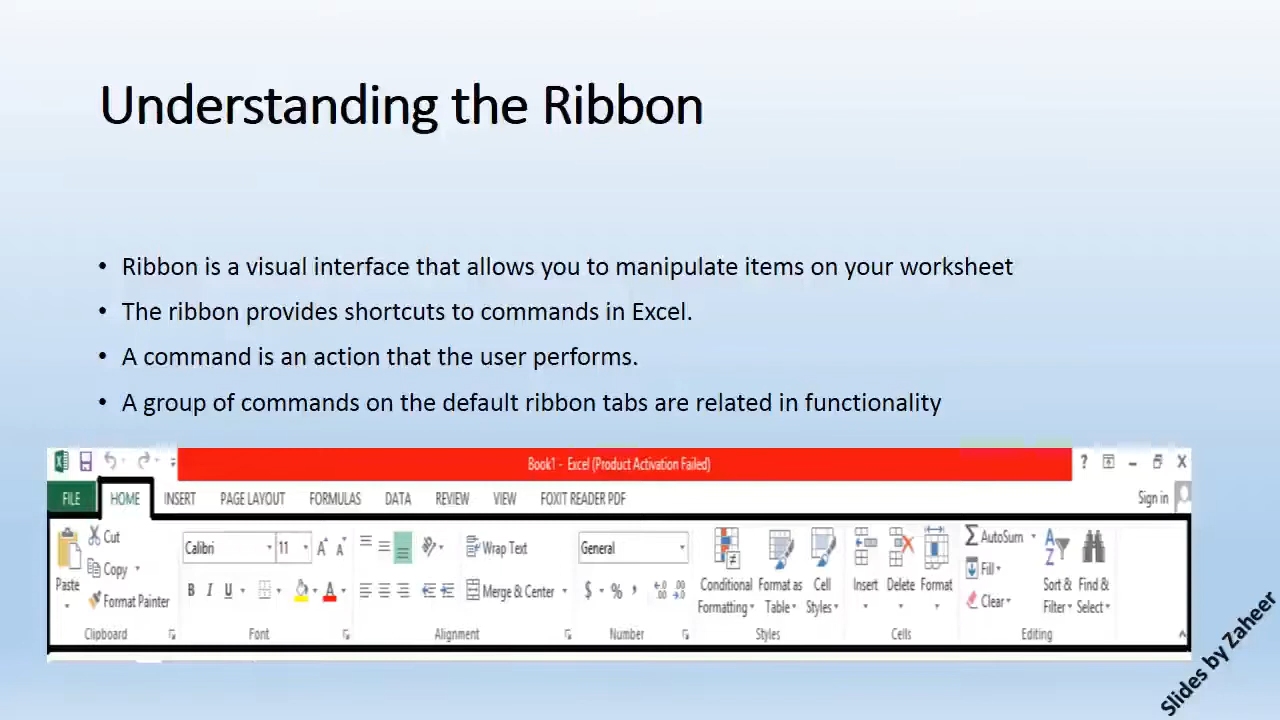 Understanding the Ribbon
• Ribbon is a visual interface that allows you to manipulate items on your worksheet
• The ribbon provides shortcuts to commands in Excel.
• A command is an action that the user performs.
• A group of commands on the default ribbon tabs are related in functionality
Book1 - Excel (Product Activation Failed) ?
FILE HOME INSERT PAGE LAYOUT FORMULAS DATA REVIEW VIEW FOXIT READER PDF Sign in
Paste Cut Copy Format Painter
Clipboard
Calibri 11 A A
B I U A
Font
Wrap Text
Merge & Center
Alignment
General
$ % , .0 .00 .00 .0
Number
Conditional Formatting Format as Table Cell Styles
Styles
Insert Delete Format
Cells
Σ AutoSum Fill Clear A Z Sort & Filter Find & Select
Editing
Slides by Zaheer